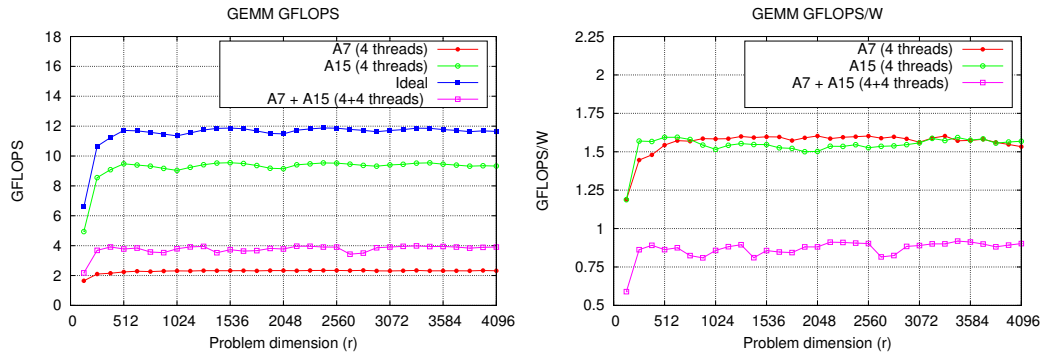 GEMM GFLOPS
GFLOPS
18
16
14
12
10
8
6
4
2
0
A7 (4 threads)
A15 (4 threads)
Ideal
A7 + A15 (4+4 threads)
0 512 1024 1536 2048 2560 3072 3584 4096
Problem dimension (r)
GEMM GFLOPS/W
GFLOPS/W
2.25
2
1.75
1.5
1.25
1
0.75
0.5
A7 (4 threads)
A15 (4 threads)
A7 + A15 (4+4 threads)
0 512 1024 1536 2048 2560 3072 3584 4096
Problem dimension (r)